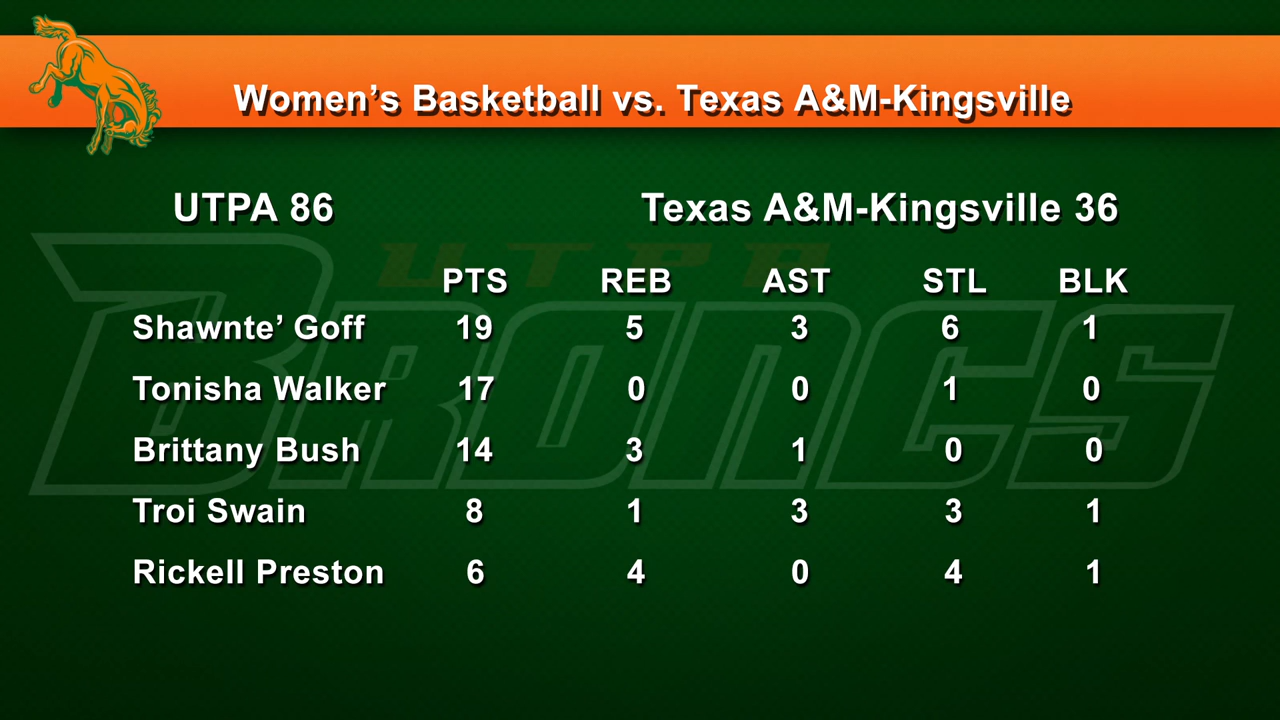 Women's Basketball vs. Texas A&M-Kingsville
UTPA 86 Texas A&M-Kingsville 36
UTPA
BRONCS
PTS REB AST STL BLK
Shawnte' Goff 19 5 3 6 1
Tonisha Walker 17 0 0 1 0
Brittany Bush 14 3 1 0 0
Troi Swain 8 1 3 3 1
Rickell Preston 6 4 0 4 1